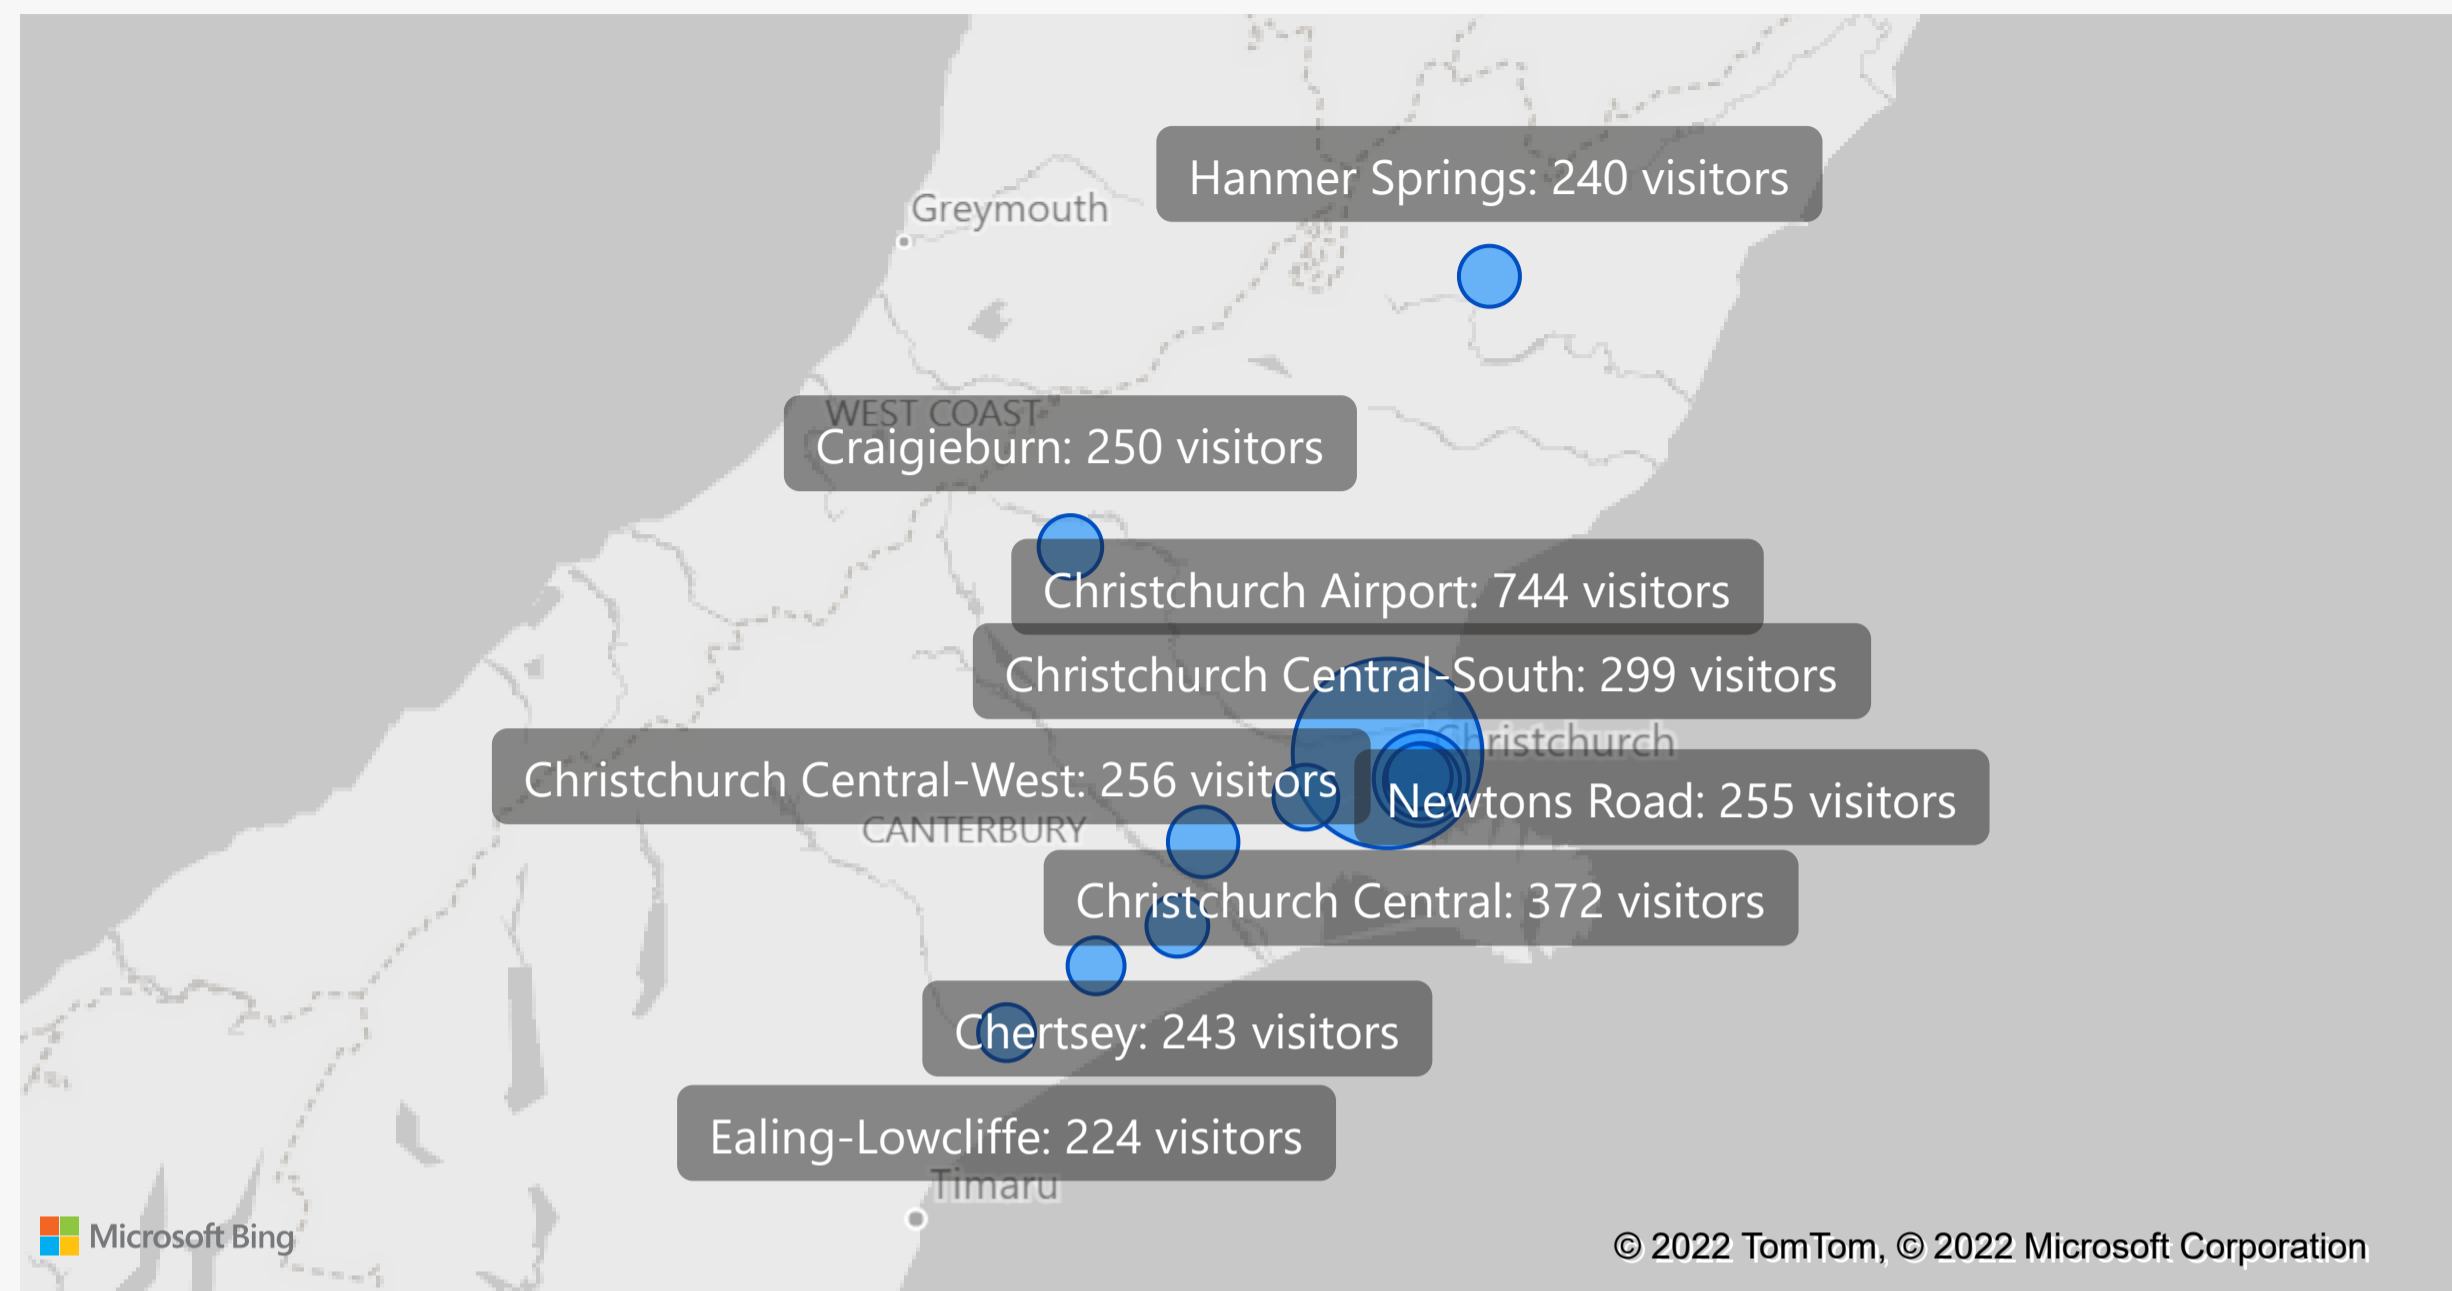 Hanmer Springs: 240 visitors
Greymouth
WEST COAST
Craigieburn: 250 visitors
Christchurch Airport: 744 visitors
Christchurch Central-South: 299 visitors
Christchurch
Christchurch Central-West: 256 visitors
Newtons Road: 255 visitors
CANTERBURY
Christchurch Central: 372 visitors
Chertsey: 243 visitors
Ealing-Lowcliffe: 224 visitors
Timaru
Microsoft Bing
© 2022 TomTom, © 2022 Microsoft Corporation